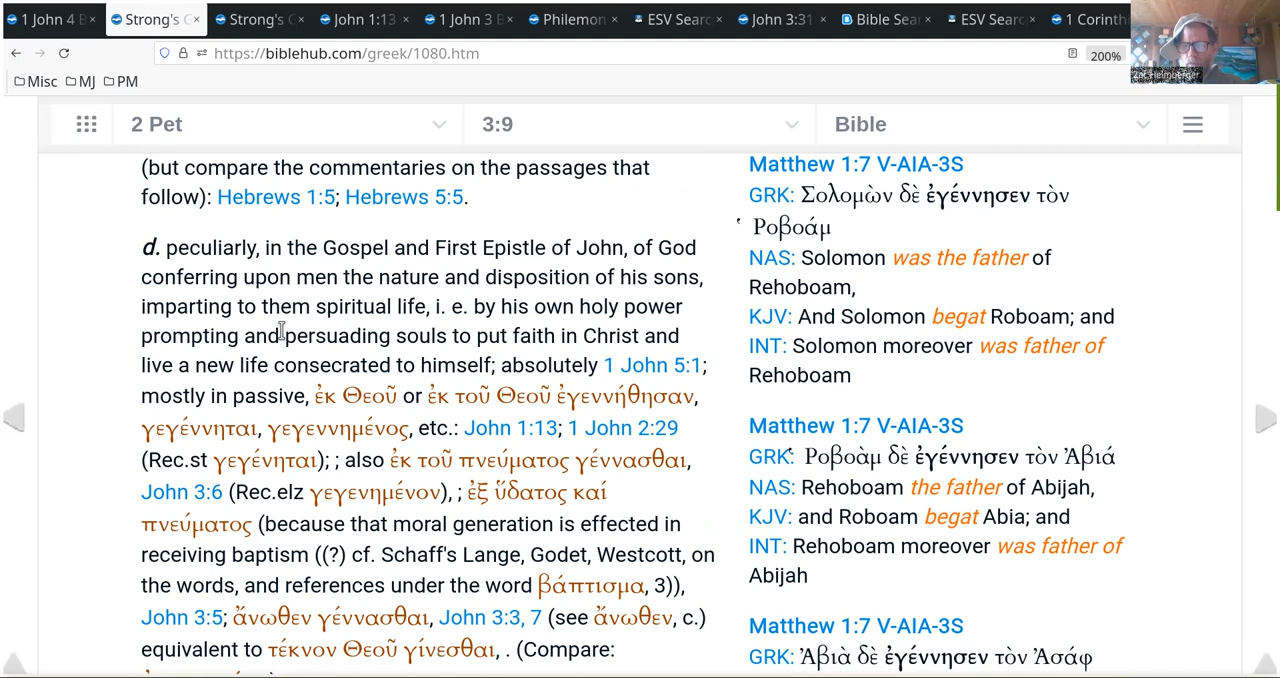 1 John 4 B
Strong's G
Strong's G
John 1:13
1 John 3 B
Philemon
ESV Searc
John 3:31
Bible Sear
ESV Searc
1 Corinth
https://biblehub.com/greek/1080.htm
200%
Zac Helmberger
Misc
MJ
PM
2 Pet
3:9
Bible
(but compare the commentaries on the passages that
follow): Hebrews 1:5; Hebrews 5:5.
d. peculiarly, in the Gospel and First Epistle of John, of God
conferring upon men the nature and disposition of his sons,
imparting to them spiritual life, i. e. by his own holy power
prompting and persuading souls to put faith in Christ and
live a new life consecrated to himself; absolutely 1 John 5:1;
mostly in passive, ἐκ Θεοῦ or ἐκ τοῦ Θεοῦ ἐγεννήθησαν,
γεγέννηται, γεγεννημένος, etc.: John 1:13; 1 John 2:29
(Rec.st γεγένηται); ; also ἐκ τοῦ πνεύματος γέννασθαι,
John 3:6 (Rec.elz γεγενημένον), ; ἐξ ὕδατος καί
πνεύματος (because that moral generation is effected in
receiving baptism ((?) cf. Schaff's Lange, Godet, Westcott, on
the words, and references under the word βάπτισμα, 3)),
John 3:5; ἄνωθεν γέννασθαι, John 3:3, 7 (see ἄνωθεν, c.)
equivalent to τέκνον Θεοῦ γίνεσθαι, . (Compare:
Matthew 1:7 V-AIA-3S
GRK: Σολομὼν δὲ ἐγέννησεν τὸν
Ῥοβοάμ
NAS: Solomon was the father of
Rehoboam,
KJV: And Solomon begat Roboam; and
INT: Solomon moreover was father of
Rehoboam
Matthew 1:7 V-AIA-3S
GRK: Ῥοβοὰμ δὲ ἐγέννησεν τὸν Ἀβιά
NAS: Rehoboam the father of Abijah,
KJV: and Roboam begat Abia; and
INT: Rehoboam moreover was father of
Abijah
Matthew 1:7 V-AIA-3S
GRK: Ἀβιὰ δὲ ἐγέννησεν τὸν Ἀσάφ